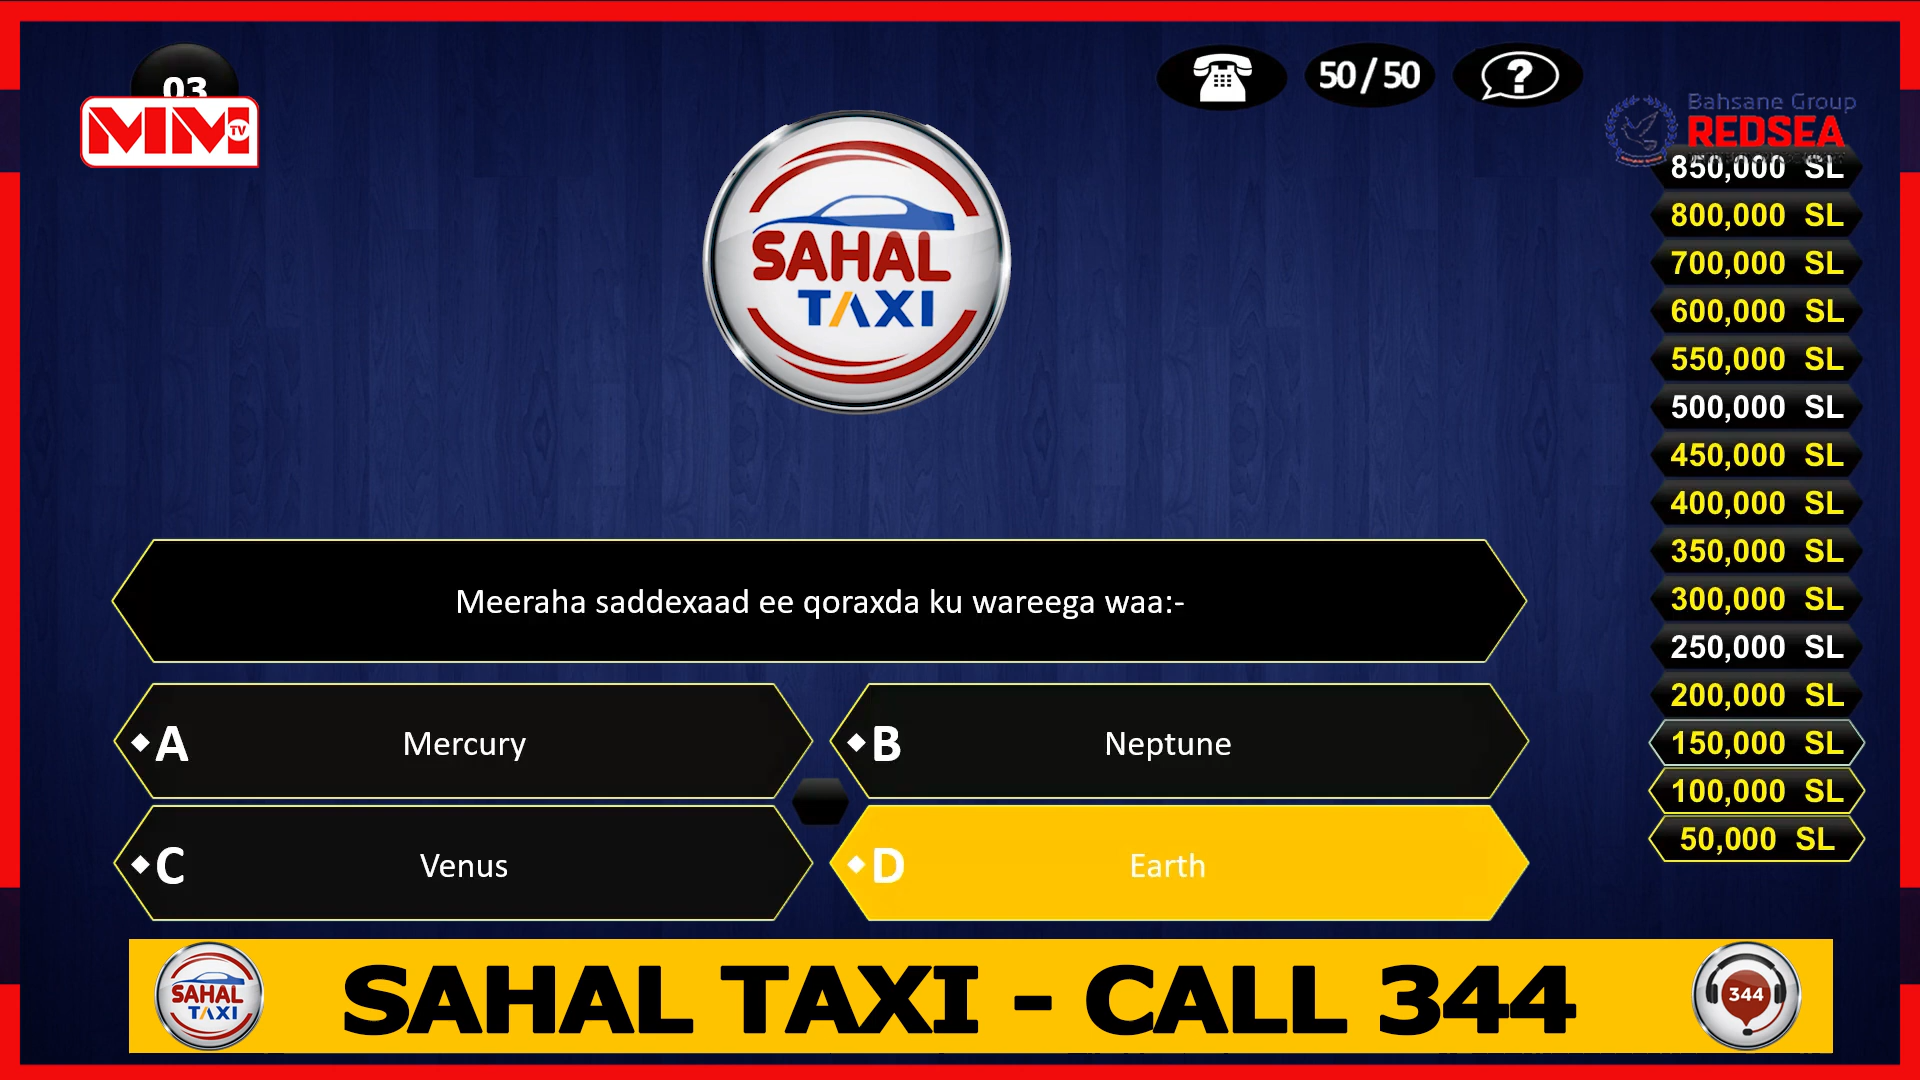 03
MM TV
50/50
?
Bahsane Group
REDSEA
SAHAL
TAXI
850,000 SL
800,000 SL
700,000 SL
600,000 SL
550,000 SL
500,000 SL
450,000 SL
400,000 SL
350,000 SL
300,000 SL
250,000 SL
200,000 SL
150,000 SL
100,000 SL
50,000 SL
Meeraha saddexaad ee qoraxda ku wareega waa:-
A Mercury
B Neptune
C Venus
D Earth
SAHAL
TAXI
SAHAL TAXI - CALL 344
344